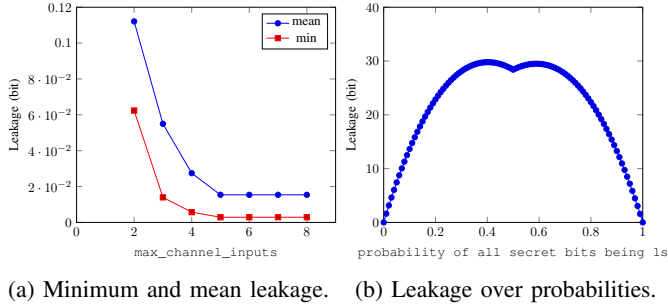 0.12
0.1
8 · 10−2
6 · 10−2
4 · 10−2
2 · 10−2
0
Leakage (bit)
mean
min
0 2 4 6 8
max_channel_inputs
(a) Minimum and mean leakage.
40
30
20
10
0
Leakage (bit)
0 0.2 0.4 0.6 0.8 1
probability of all secret bits being 1s
(b) Leakage over probabilities.